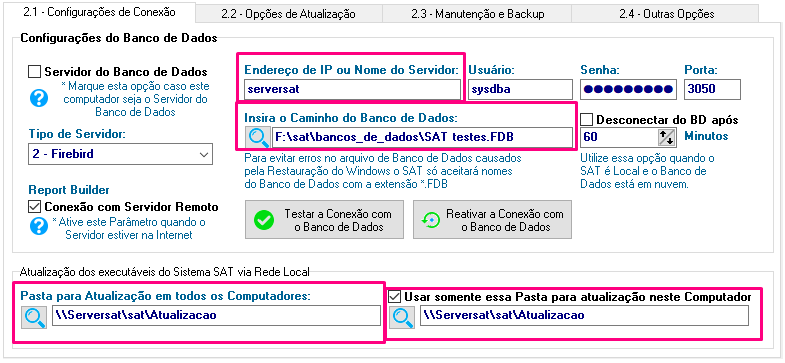 2.1 - Configurações de Conexão
2.2 - Opções de Atualização
2.3 - Manutenção e Backup
2.4 - Outras Opções
Configurações do Banco de Dados
Servidor do Banco de Dados
* Marque esta opção caso este
computador seja o Servidor do
Banco de Dados
Tipo de Servidor:
2 - Firebird
Report Builder
Conexão com Servidor Remoto
* Ative este Parâmetro quando o
Servidor estiver na Internet
Endereço de IP ou Nome do Servidor:
serversat
Usuário:
sysdba
Senha:
●●●●●●●●●
Porta:
3050
Insira o Caminho do Banco de Dados:
F:\sat\bancos_de_dados\SAT testes.FDB
Para evitar erros no arquivo de Banco de Dados causados
pela Restauração do Windows o SAT só aceitará nomes
do Banco de Dados com a extensão *.FDB
Desconectar do BD após
60
Minutos
Utilize essa opção quando o
SAT é Local e o Banco de
Dados está em nuvem.
Testar a Conexão com
o Banco de Dados
Reativar a Conexão com
o Banco de Dados
Atualização dos executáveis do Sistema SAT via Rede Local
Pasta para Atualização em todos os Computadores:
\\Serversat\sat\Atualizacao
Usar somente essa Pasta para atualização neste Computador
\\Serversat\sat\Atualizacao